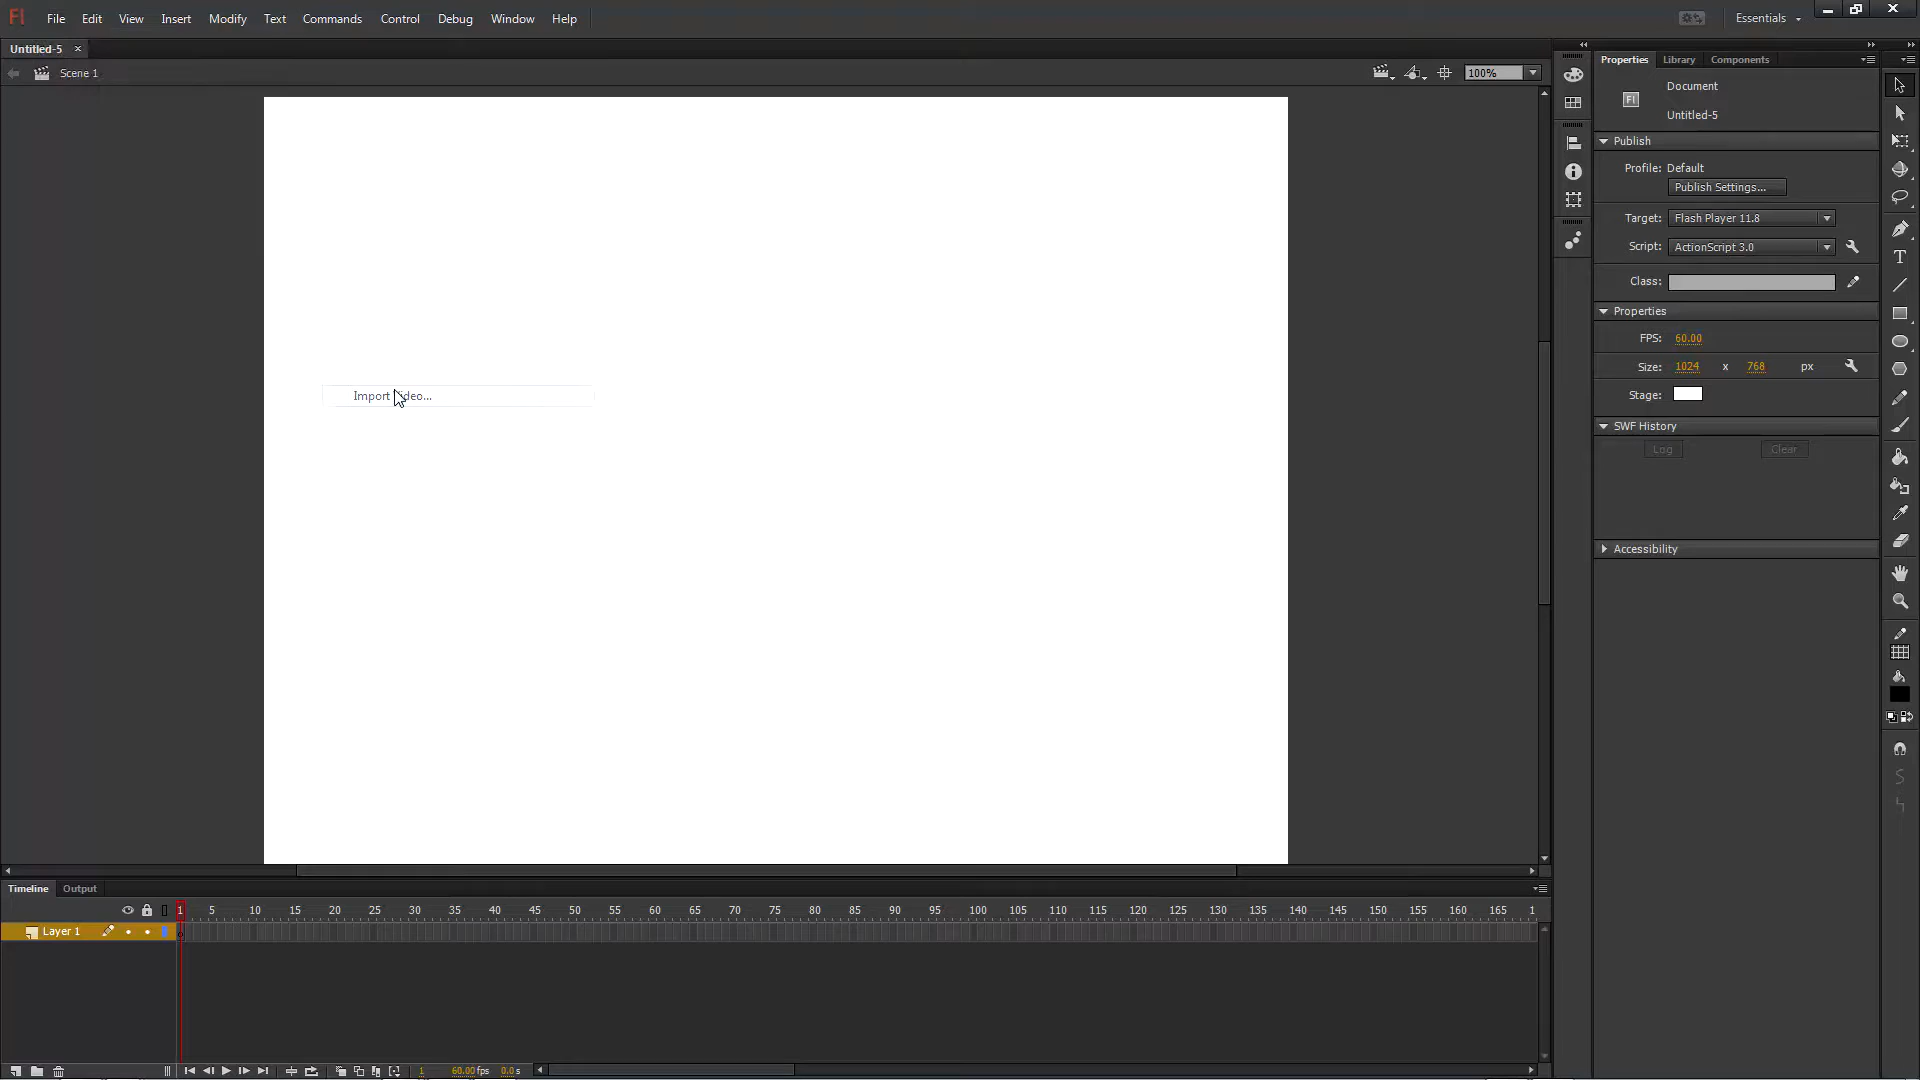 Fl File Edit View Insert Modify Text Commands Control Debug Window Help Essentials
Untitled-5
Scene 1 100%
Properties Library Components
Fl Document
Untitled-5
Publish
Profile: Default
Publish Settings...
Target: Flash Player 11.8
Script: ActionScript 3.0
Class:
Properties
FPS: 60.00
Size: 1024 x 768 px
Stage:
SWF History
Log Clear
Accessibility
Import Video...
Timeline Output
1 5 10 15 20 25 30 35 40 45 50 55 60 65 70 75 80 85 90 95 100 105 110 115 120 125 130 135 140 145 150 155 160 165 1
Layer 1
1 60.00 fps 0.0 s